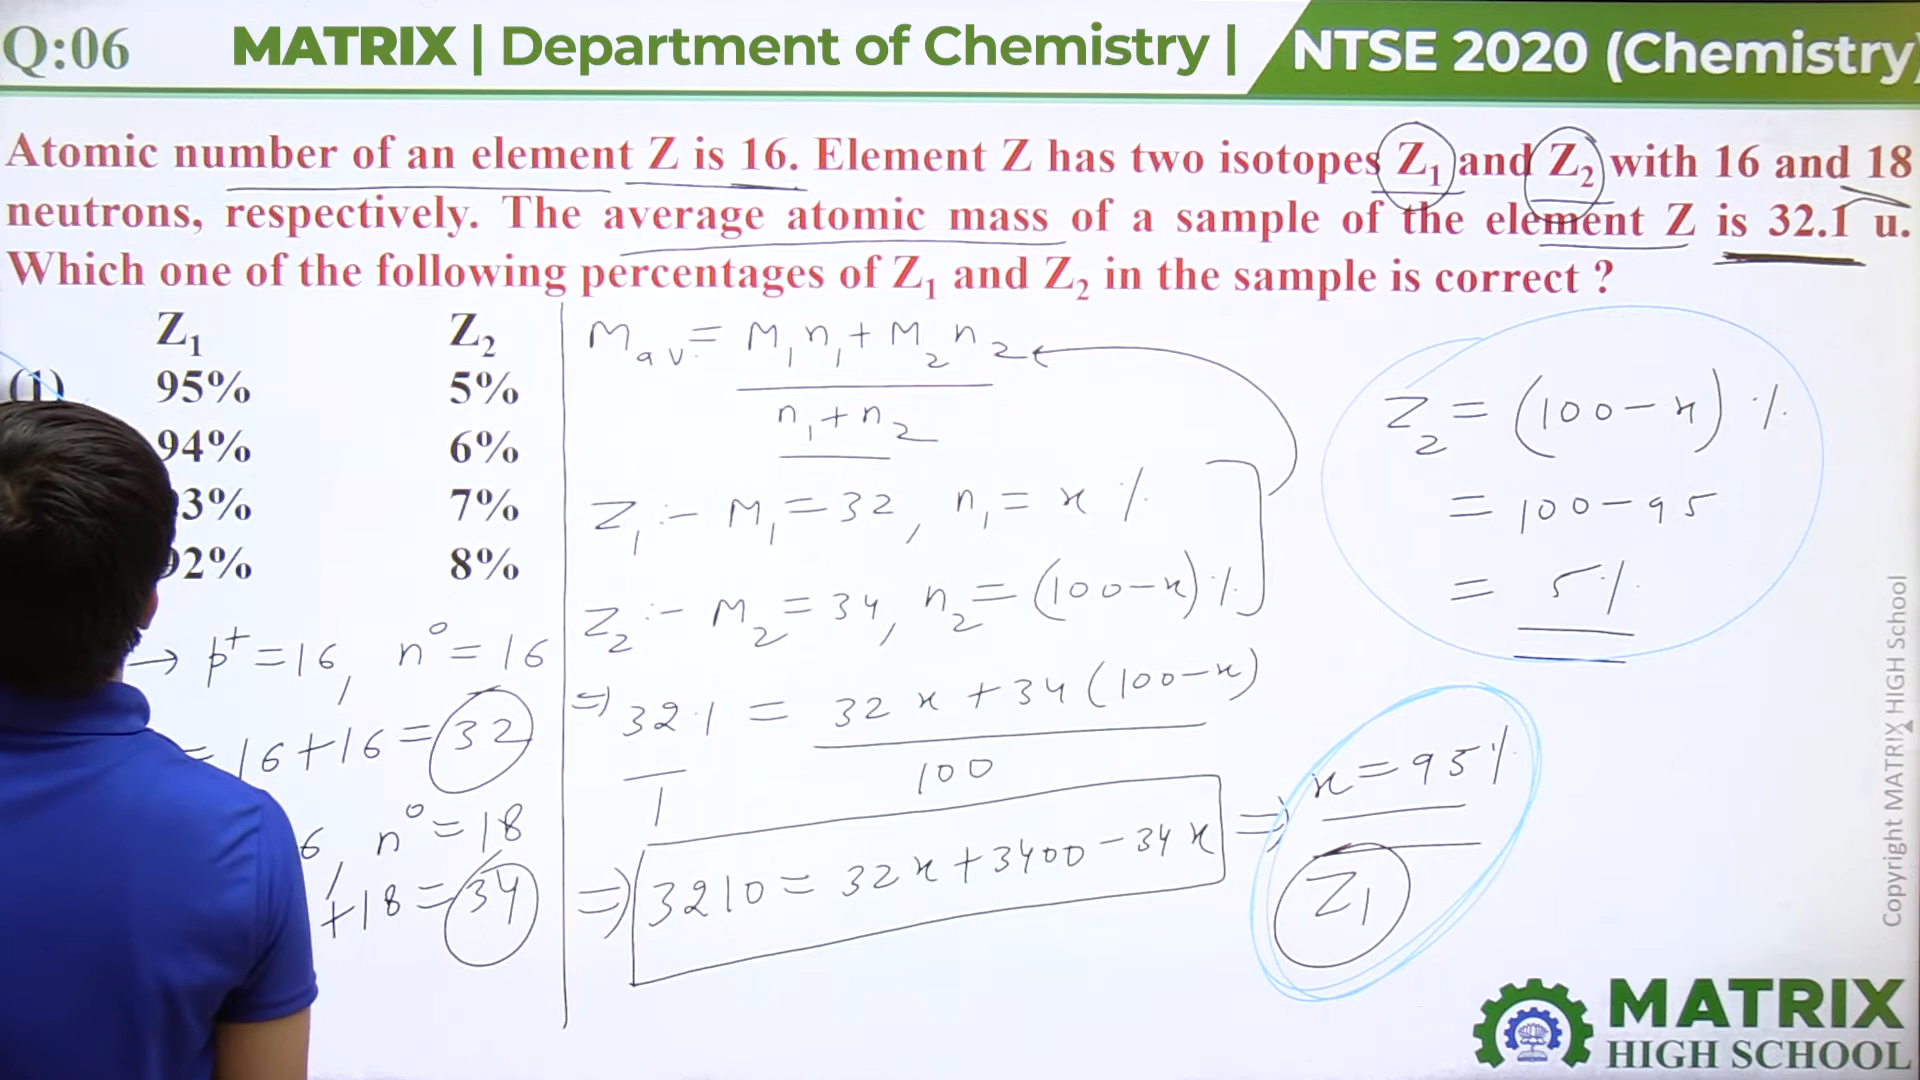 Q:06
MATRIX | Department of Chemistry |
NTSE 2020 (Chemistry)
Atomic number of an element Z is 16. Element Z has two isotopes Z₁ and Z₂ with 16 and 18
neutrons, respectively. The average atomic mass of a sample of the element Z is 32.1 u.
Which one of the following percentages of Z₁ and Z₂ in the sample is correct ?
Z₁ Z₂
(1) 95% 5%
94% 6%
3% 7%
92% 8%
→ p⁺ = 16, n° = 16
= 16 + 16 = 32
6, n° = 18
+ 18 = 34
Mav. = M₁n₁ + M₂n₂
n₁ + n₂
Z₁ :- M₁ = 32, n₁ = x %
Z₂ :- M₂ = 34, n₂ = (100 - x) %
⇒ 32.1 = 32x + 34(100 - x)
1 100
⇒ 3210 = 32x + 3400 - 34x
⇒ x = 95%
Z₁
Z₂ = (100 - x) %
= 100 - 95
= 5%
Copyright MATRIX HIGH School
MATRIX
HIGH SCHOOL